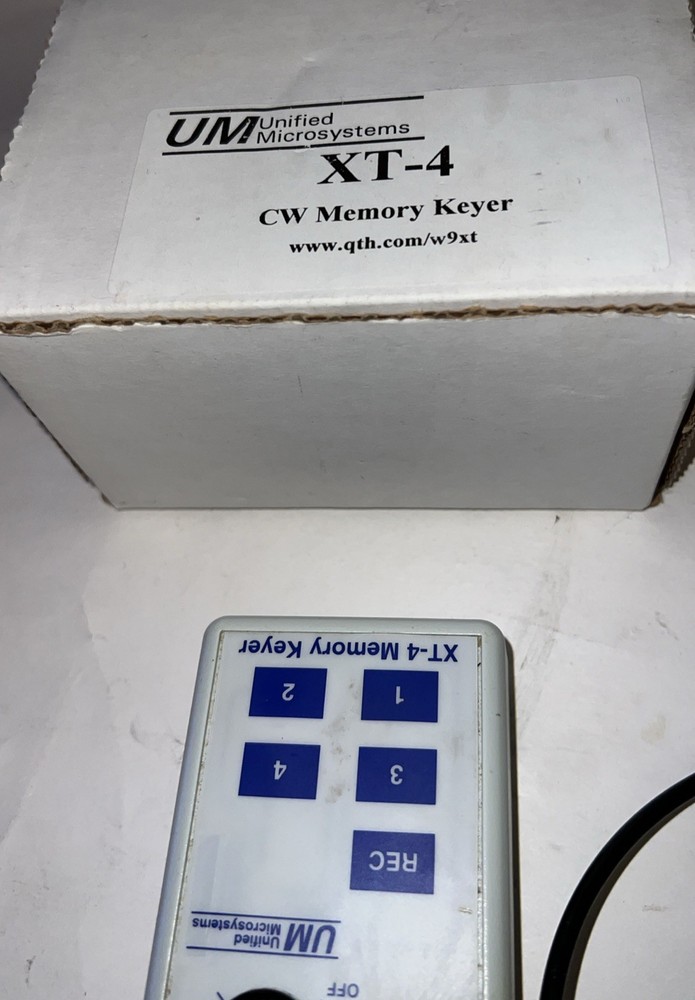 UM Unified
Microsystems
XT-4
CW Memory Keyer
www.qth.com/w9xt
XT-4 Memory Keyer
1 2
3 4
REC
UM Unified
Microsystems
OFF